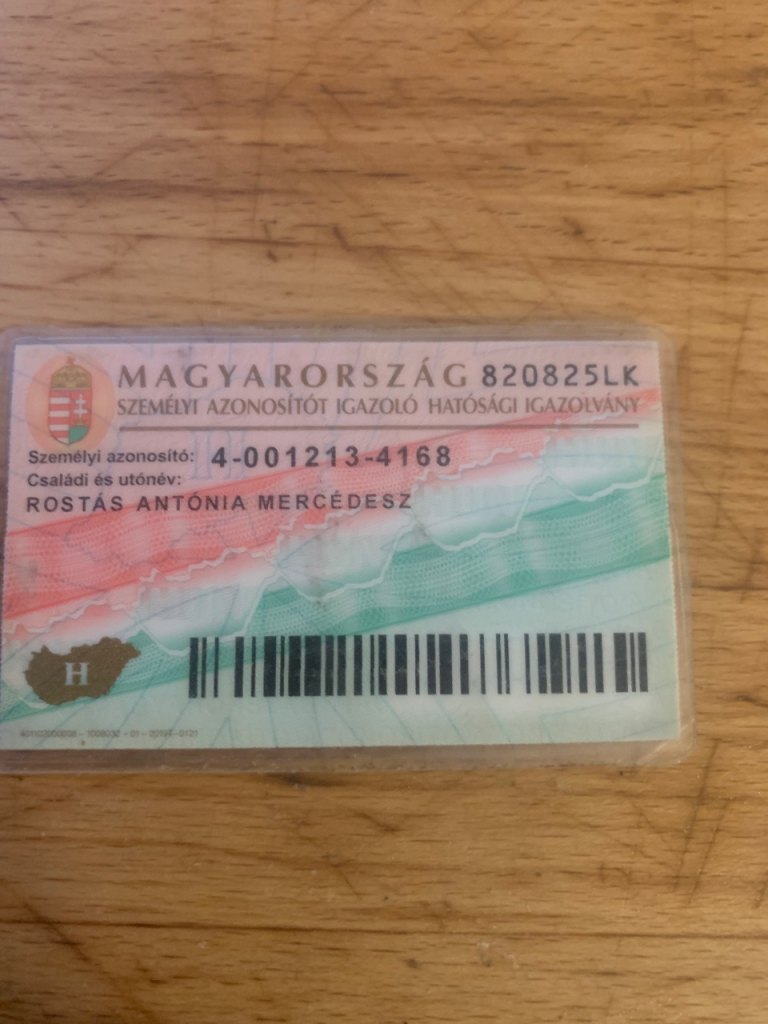 MAGYARORSZÁG 820825LK
SZEMÉLYI AZONOSÍTÓT IGAZOLÓ HATÓSÁGI IGAZOLVÁNY
Személyi azonosító: 4-001213-4168
Családi és utónév:
ROSTÁS ANTÓNIA MERCÉDESZ
H